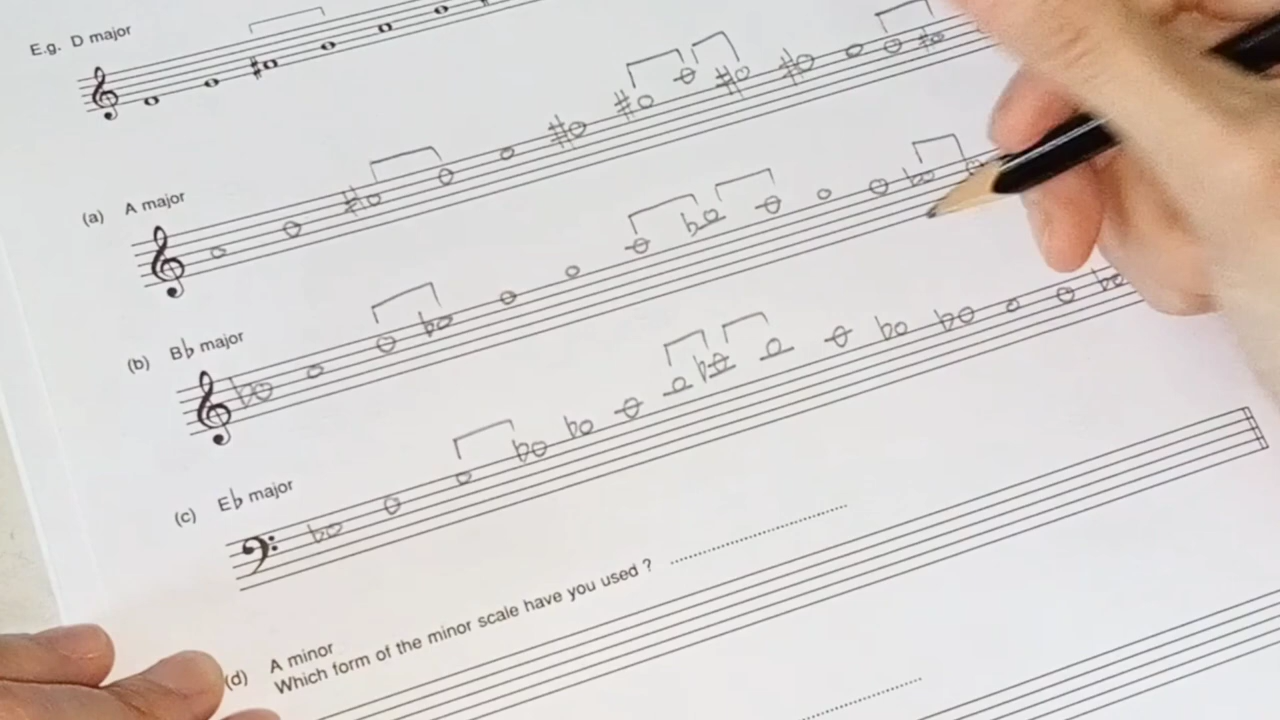 E.g. D major
(a) A major
(b) B♭ major
(c) E♭ major
(d) A minor
Which form of the minor scale have you used ? ........................................